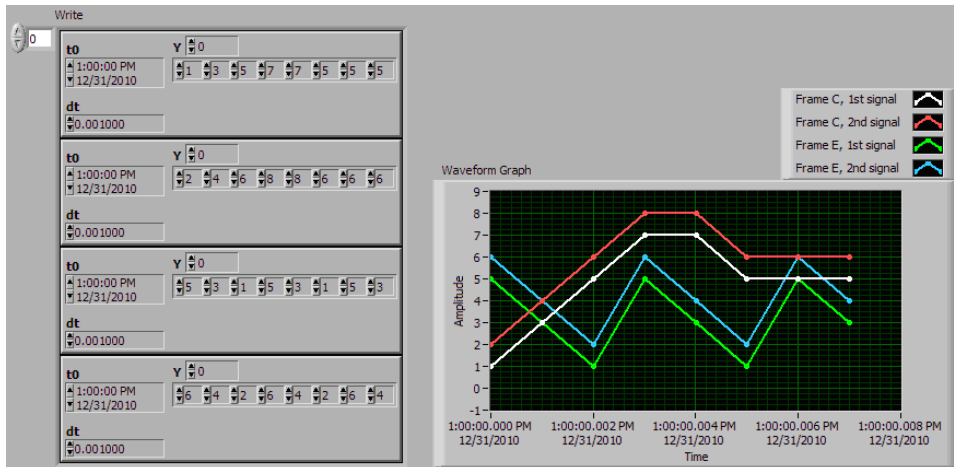 Write
0
t0
Y 0
1:00:00 PM
12/31/2010
1 3 5 7 7 5 5 5
dt
0.001000
t0
Y 0
1:00:00 PM
12/31/2010
2 4 6 8 8 6 6 6
dt
0.001000
t0
Y 0
1:00:00 PM
12/31/2010
5 3 1 5 3 1 5 3
dt
0.001000
t0
Y 0
1:00:00 PM
12/31/2010
6 4 2 6 4 2 6 4
dt
0.001000
Frame C, 1st signal
Frame C, 2nd signal
Frame E, 1st signal
Frame E, 2nd signal
Waveform Graph
Amplitude
9
8
7
6
5
4
3
2
1
0
-1
1:00:00.000 PM 1:00:00.002 PM 1:00:00.004 PM 1:00:00.006 PM 1:00:00.008 PM
12/31/2010 12/31/2010 12/31/2010 12/31/2010 12/31/2010
Time